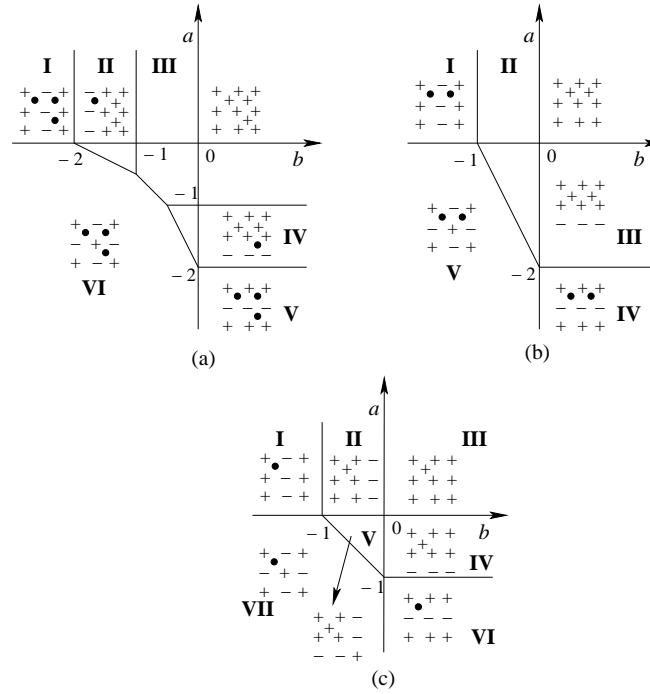 a
a
I II III
I II
+ − + − + +
+ + +
+ − +
+ + +
+
+ +
+ + +
+ − + − +
+ +
+ + +
− + − +
+ + +
+ − + − + +
+ + +
+ + +
− 2 − 1 0 b
− 1 0 b
− 1
+ − +
+ + +
+ + +
+ +
+ +
− + −
+ +
+ + IV
− − −
− + −
− − − III
+ − +
VI
+ − +
V
− 2
− 2
+ + +
+ + +
− − − V
− − − IV
+ + +
+ + +
(a)
(b)
a
I II III
+ − + + + − + + +
+ +
+ − + + + − + + +
+ − + + + − + + +
− 1 0 b
V + + +
+ − + +
− + − + + + IV
+ − + − − −
VII − 1
+ + − + + +
+ − − −
+ + − + + + VI
− − +
(c)